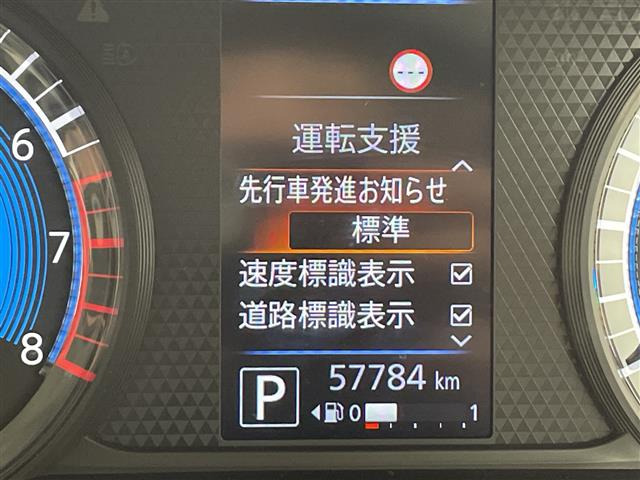 ---
運転支援
先行車発進お知らせ
標準
速度標識表示
道路標識表示
57784 km
P
0 1
6
7
8